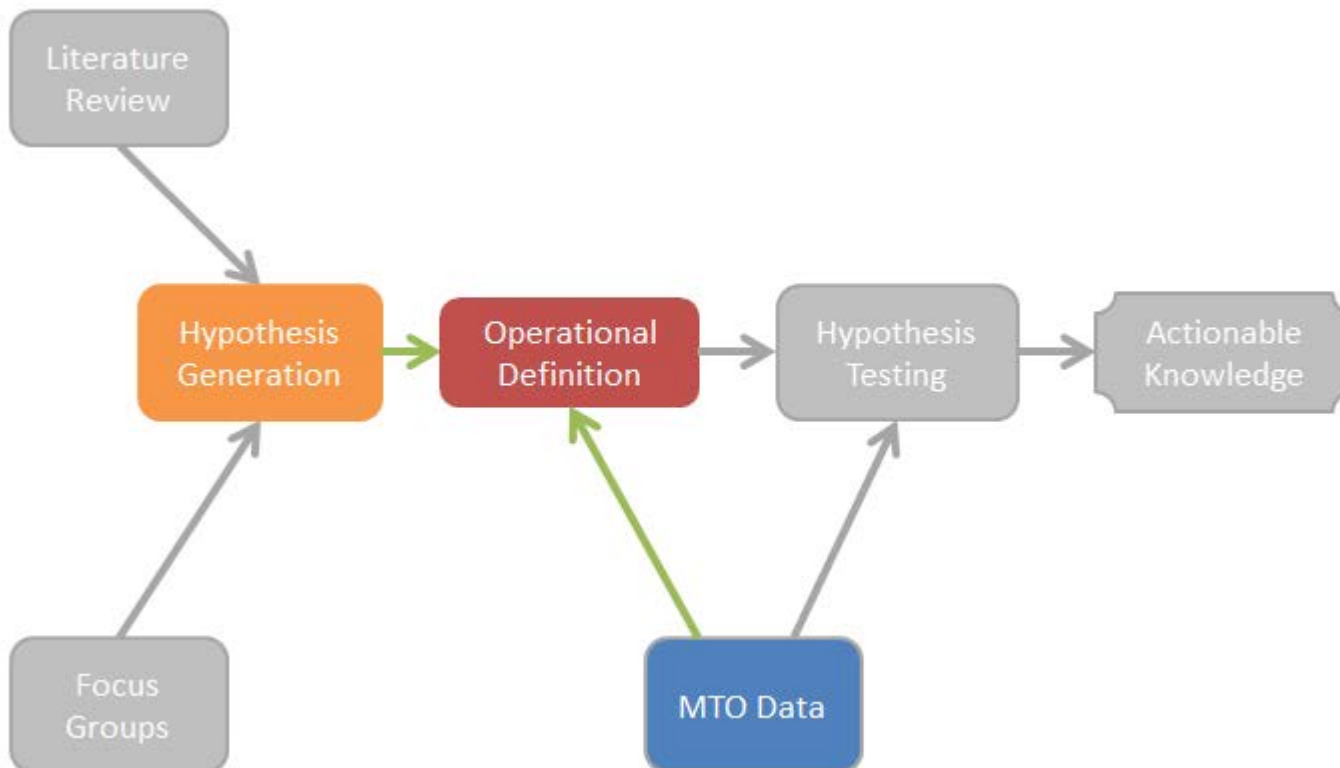 Literature
Review
Hypothesis
Generation
Operational
Definition
Hypothesis
Testing
Actionable
Knowledge
Focus
Groups
MTO Data